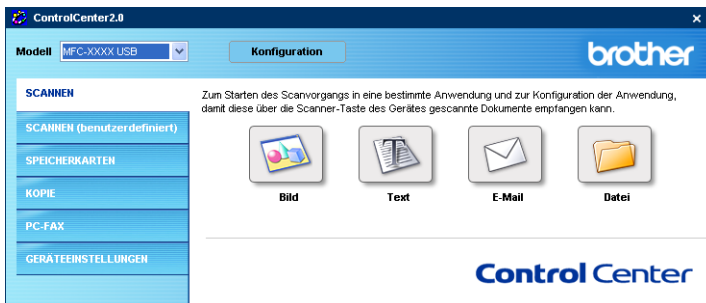 ControlCenter2.0
Modell MFC-XXXX USB Konfiguration brother
SCANNEN
SCANNEN (benutzerdefiniert)
SPEICHERKARTEN
KOPIE
PC-FAX
GERÄTEEINSTELLUNGEN
Zum Starten des Scanvorgangs in eine bestimmte Anwendung und zur Konfiguration der Anwendung,
damit diese über die Scanner-Taste des Gerätes gescannte Dokumente empfangen kann.
Bild Text E-Mail Datei
Control Center